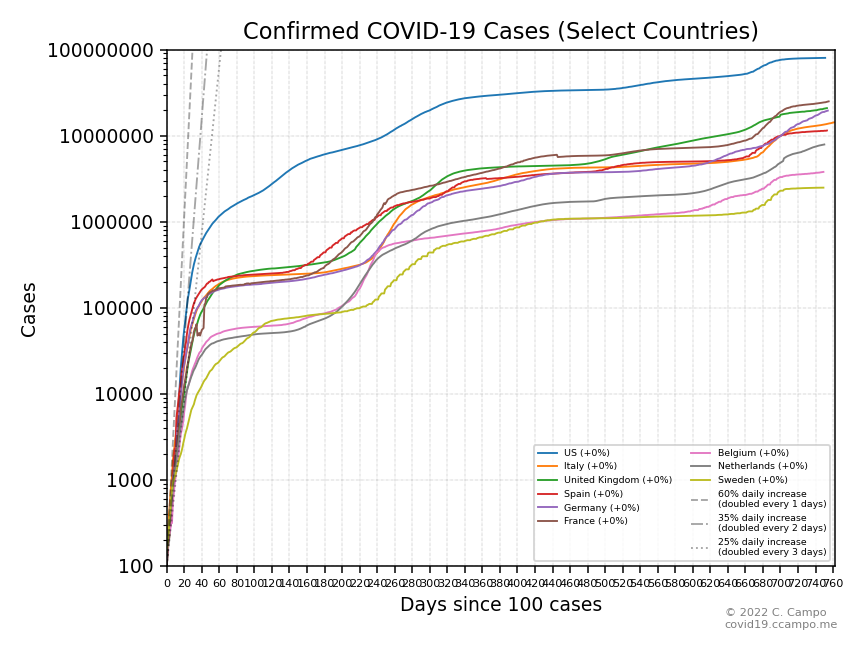 Confirmed COVID-19 Cases (Select Countries)
100000000
10000000
1000000
100000
10000
1000
100
Cases
US (+0%)
Italy (+0%)
United Kingdom (+0%)
Spain (+0%)
Germany (+0%)
France (+0%)
Belgium (+0%)
Netherlands (+0%)
Sweden (+0%)
60% daily increase
(doubled every 1 days)
35% daily increase
(doubled every 2 days)
25% daily increase
(doubled every 3 days)
0 20 40 60 80 100 120 140 160 180 200 220 240 260 280 300 320 340 360 380 400 420 440 460 480 500 520 540 560 580 600 620 640 660 680 700 720 740 760
Days since 100 cases
© 2022 C. Campo
covid19.ccampo.me